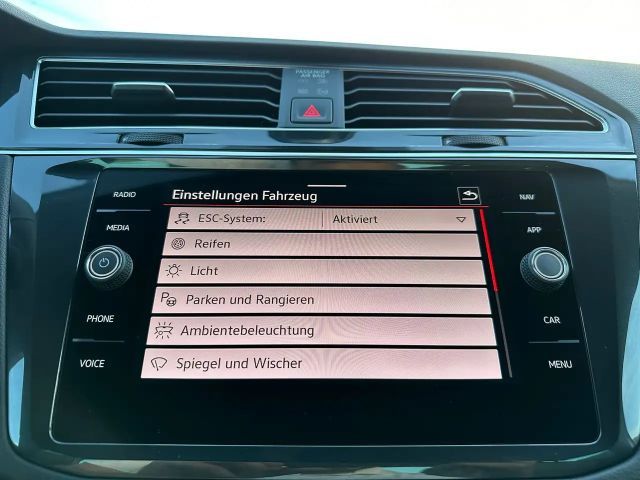 PASSENGER
AIR BAG
RADIO
Einstellungen Fahrzeug
NAV
MEDIA
ESC-System:
Aktiviert
APP
Reifen
Licht
PHONE
Parken und Rangieren
CAR
Ambientebeleuchtung
VOICE
Spiegel und Wischer
MENU